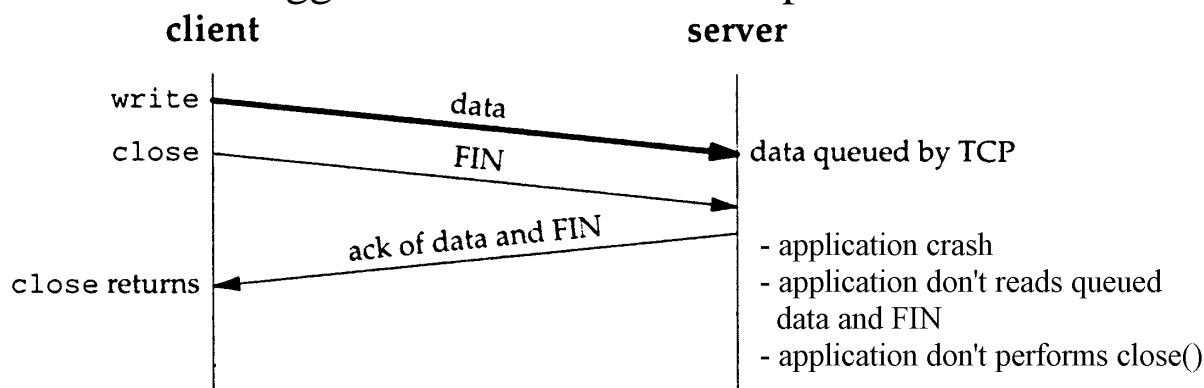 client server
write data
close FIN data queued by TCP
ack of data and FIN
- application crash
close returns - application don't reads queued
data and FIN
- application don't performs close()